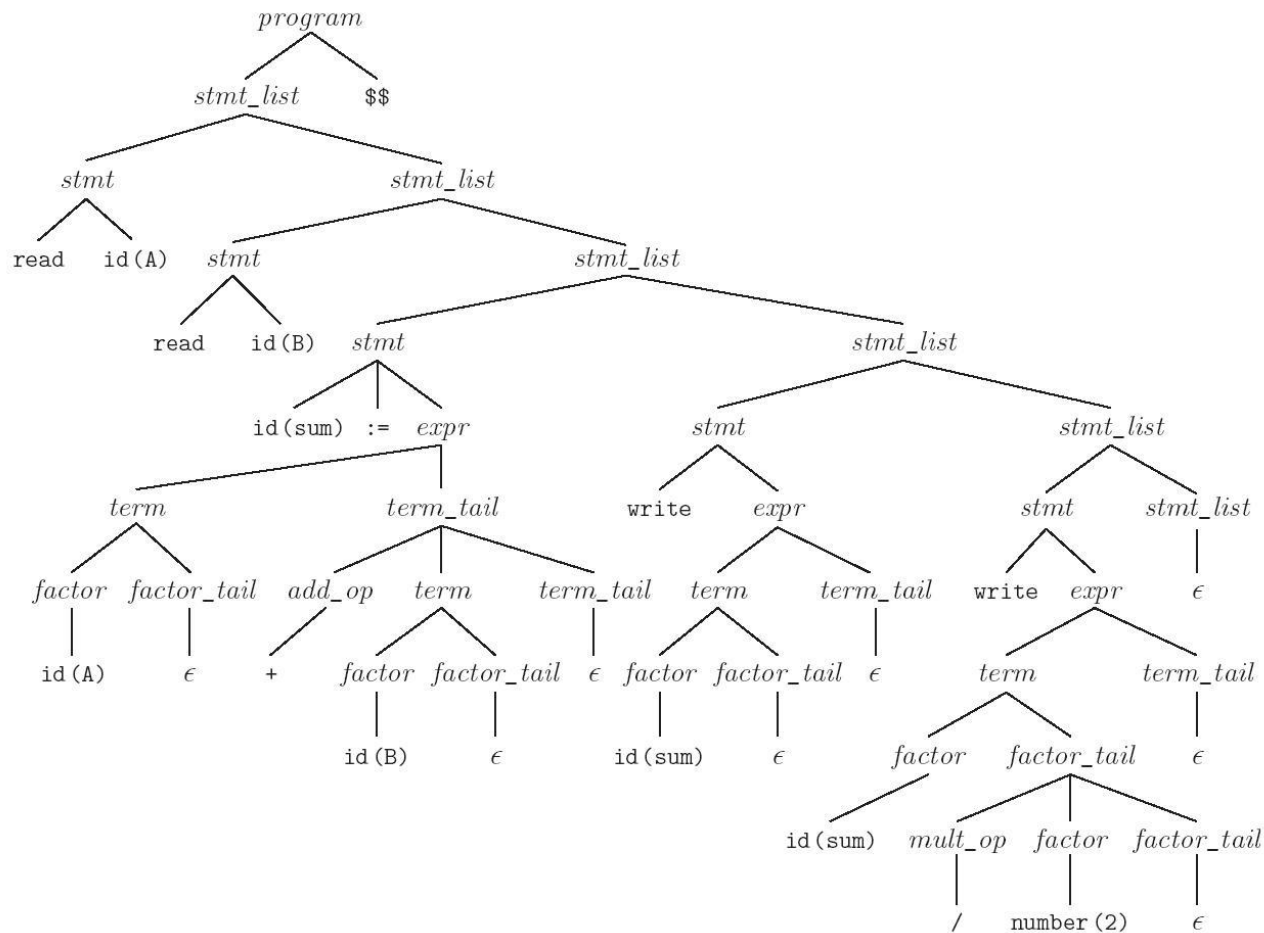 program
stmt_list $$
stmt stmt_list
read id(A) stmt stmt_list
read id(B) stmt stmt_list
id(sum) := expr stmt stmt_list
term term_tail write expr stmt stmt_list
factor factor_tail add_op term term_tail term term_tail write expr ϵ
id(A) ϵ + factor factor_tail ϵ factor factor_tail ϵ term term_tail
id(B) ϵ id(sum) ϵ factor factor_tail ϵ
id(sum) mult_op factor factor_tail
/ number(2) ϵ